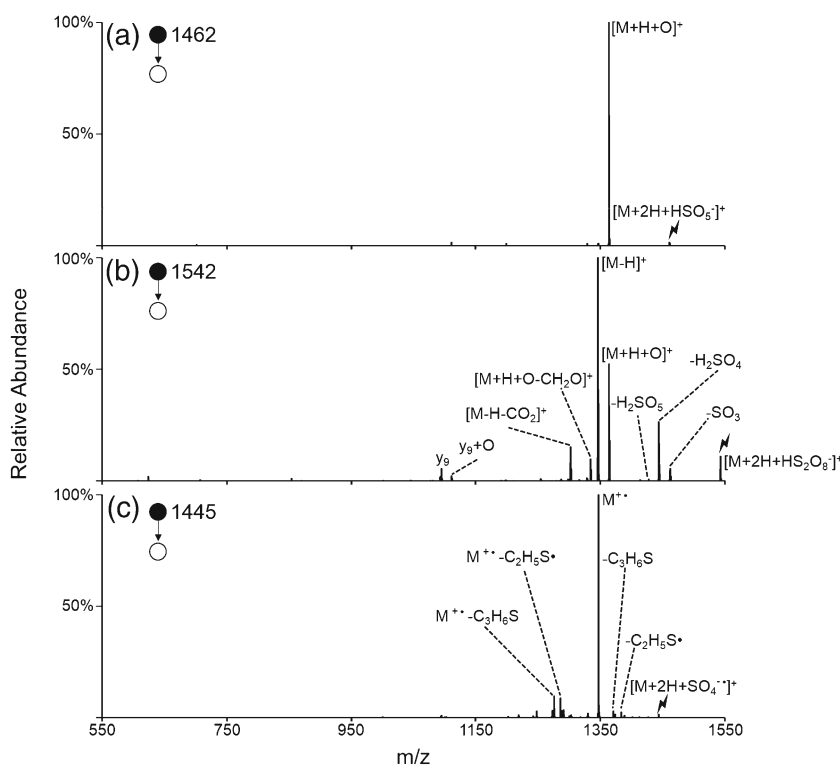 100%
(a)
1462
[M+H+O]⁺
50%
[M+2H+HSO₅⁻]⁺
100%
(b)
1542
[M-H]⁺
[M+H+O]⁺
-H₂SO₄
50%
[M+H+O-CH₂O]⁺
-H₂SO₅
-SO₃
[M-H-CO₂]⁺
y₉+O
y₉
[M+2H+HS₂O₈⁻]⁺
100%
(c)
1445
M⁺•
M⁺•-C₂H₅S•
-C₃H₆S
50%
M⁺•-C₃H₆S
-C₂H₅S•
[M+2H+SO₄⁻•]⁺
550 750 950 1150 1350 1550
m/z
Relative Abundance